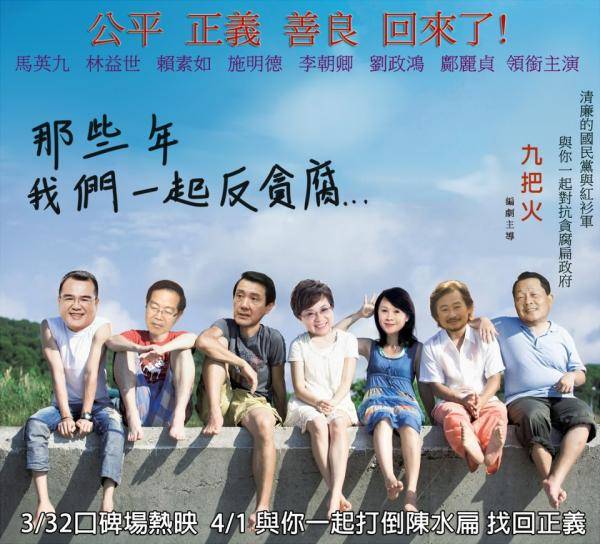 公平 正義 善良 回來了!
馬英九 林益世 賴素如 施明德 李朝卿 劉政鴻 鄺麗貞 領銜主演
那些年
我們一起反貪腐...
清廉的國民黨與紅衫軍
與你一起對抗貪腐扁政府
九把火
編劇主導
3/32口碑場熱映 4/1 與你一起打倒陳水扁 找回正義